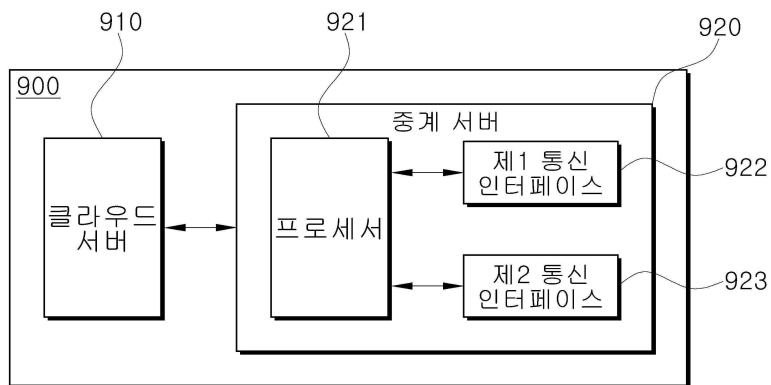 910
921
920
900
중계 서버
클라우드
서버
프로세서
제1 통신
인터페이스
922
제2 통신
인터페이스
923